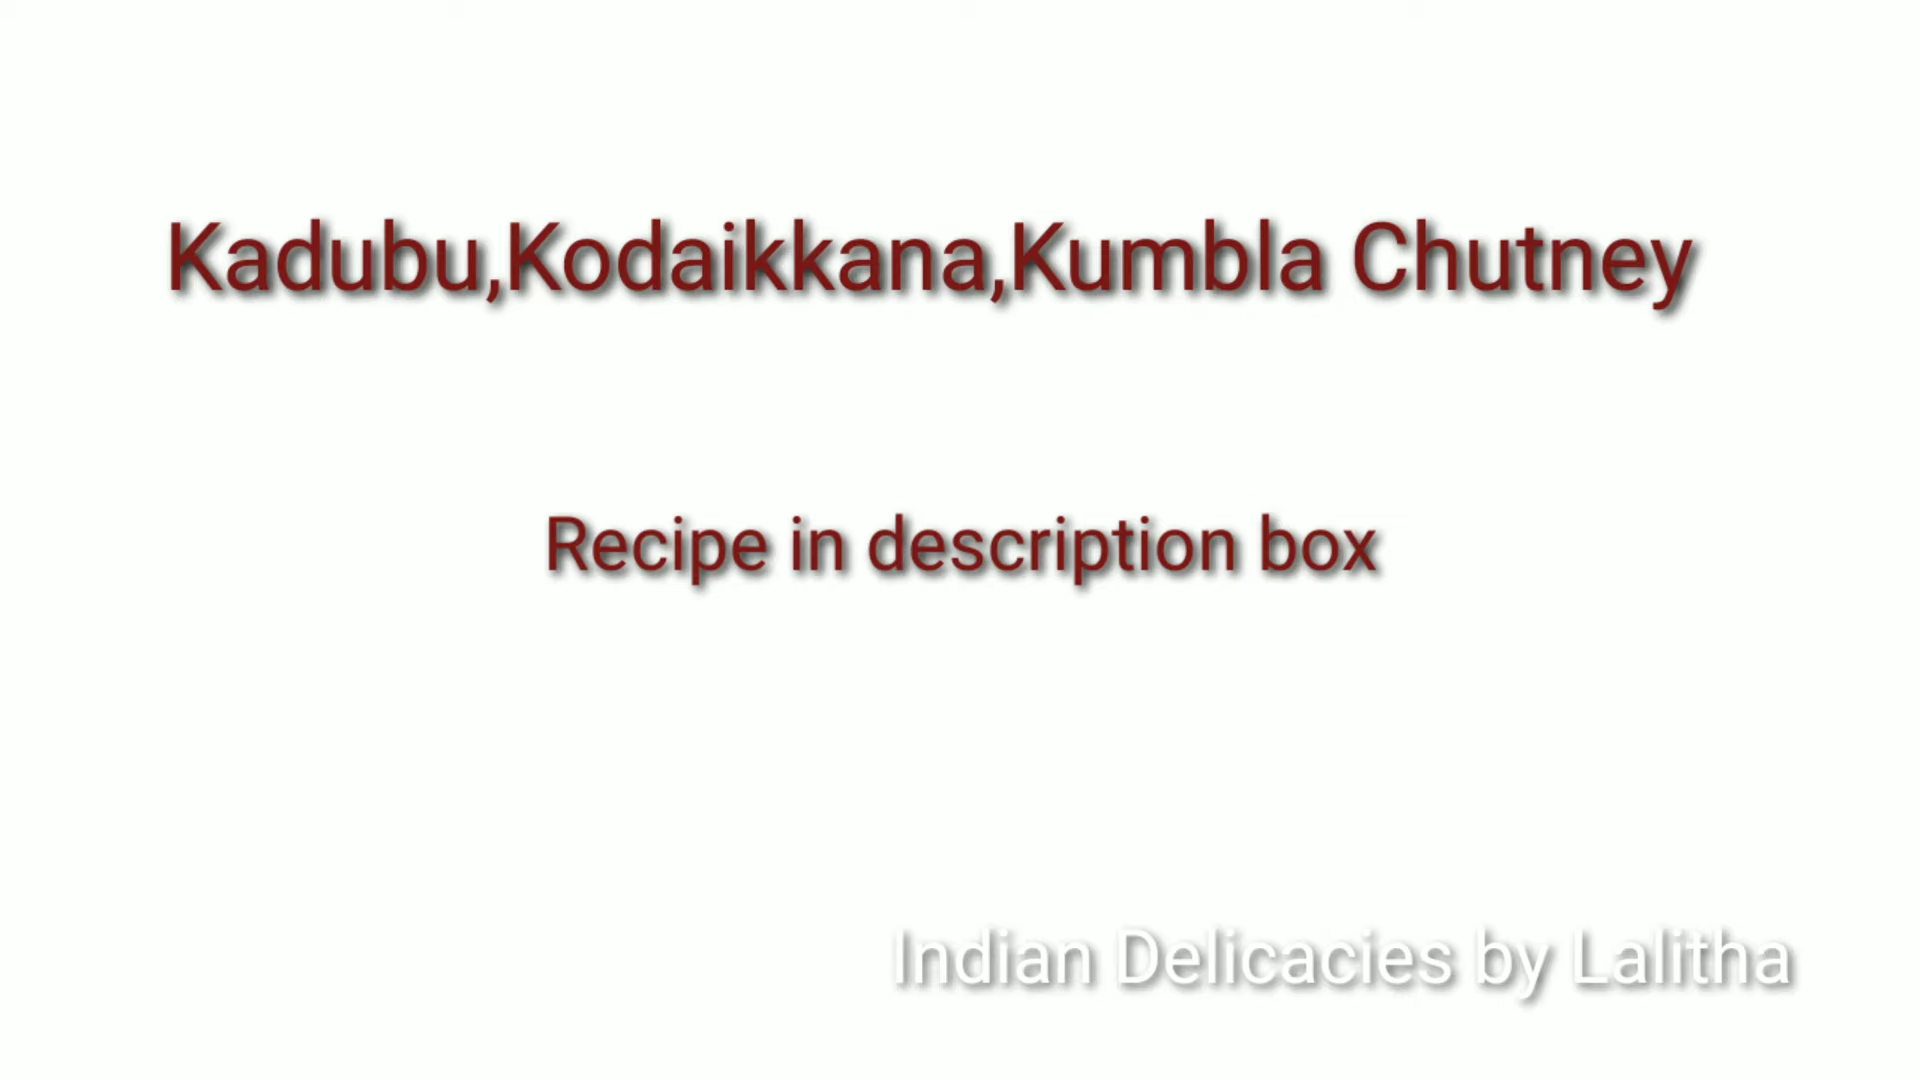 Kadubu,Kodaikkana,Kumbla Chutney
Recipe in description box
Indian Delicacies by Lalitha